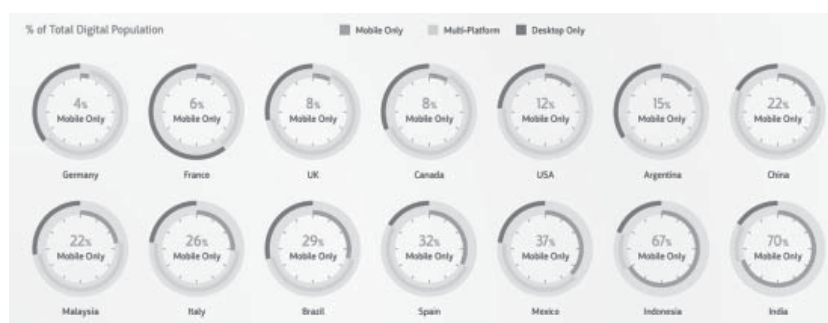 % of Total Digital Population
Mobile Only Multi-Platform Desktop Only
4% 6% 8% 8% 12% 15% 22%
Mobile Only Mobile Only Mobile Only Mobile Only Mobile Only Mobile Only Mobile Only
Germany France UK Canada USA Argentina China
22% 26% 29% 32% 37% 67% 70%
Mobile Only Mobile Only Mobile Only Mobile Only Mobile Only Mobile Only Mobile Only
Malaysia Italy Brazil Spain Mexico Indonesia India